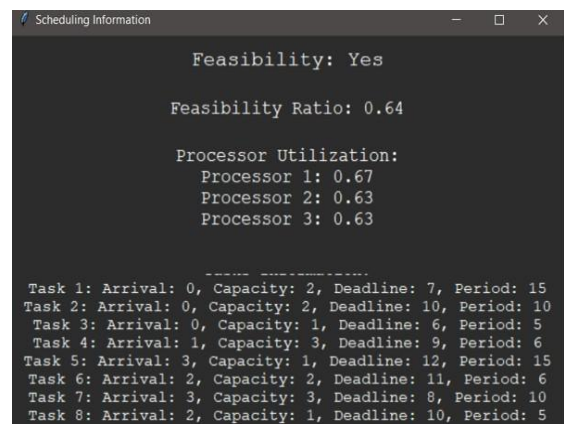 Scheduling Information
Feasibility: Yes
Feasibility Ratio: 0.64
Processor Utilization:
Processor 1: 0.67
Processor 2: 0.63
Processor 3: 0.63
Task 1: Arrival: 0, Capacity: 2, Deadline: 7, Period: 15
Task 2: Arrival: 0, Capacity: 2, Deadline: 10, Period: 10
Task 3: Arrival: 0, Capacity: 1, Deadline: 6, Period: 5
Task 4: Arrival: 1, Capacity: 3, Deadline: 9, Period: 6
Task 5: Arrival: 3, Capacity: 1, Deadline: 12, Period: 15
Task 6: Arrival: 2, Capacity: 2, Deadline: 11, Period: 6
Task 7: Arrival: 3, Capacity: 3, Deadline: 8, Period: 10
Task 8: Arrival: 2, Capacity: 1, Deadline: 10, Period: 5